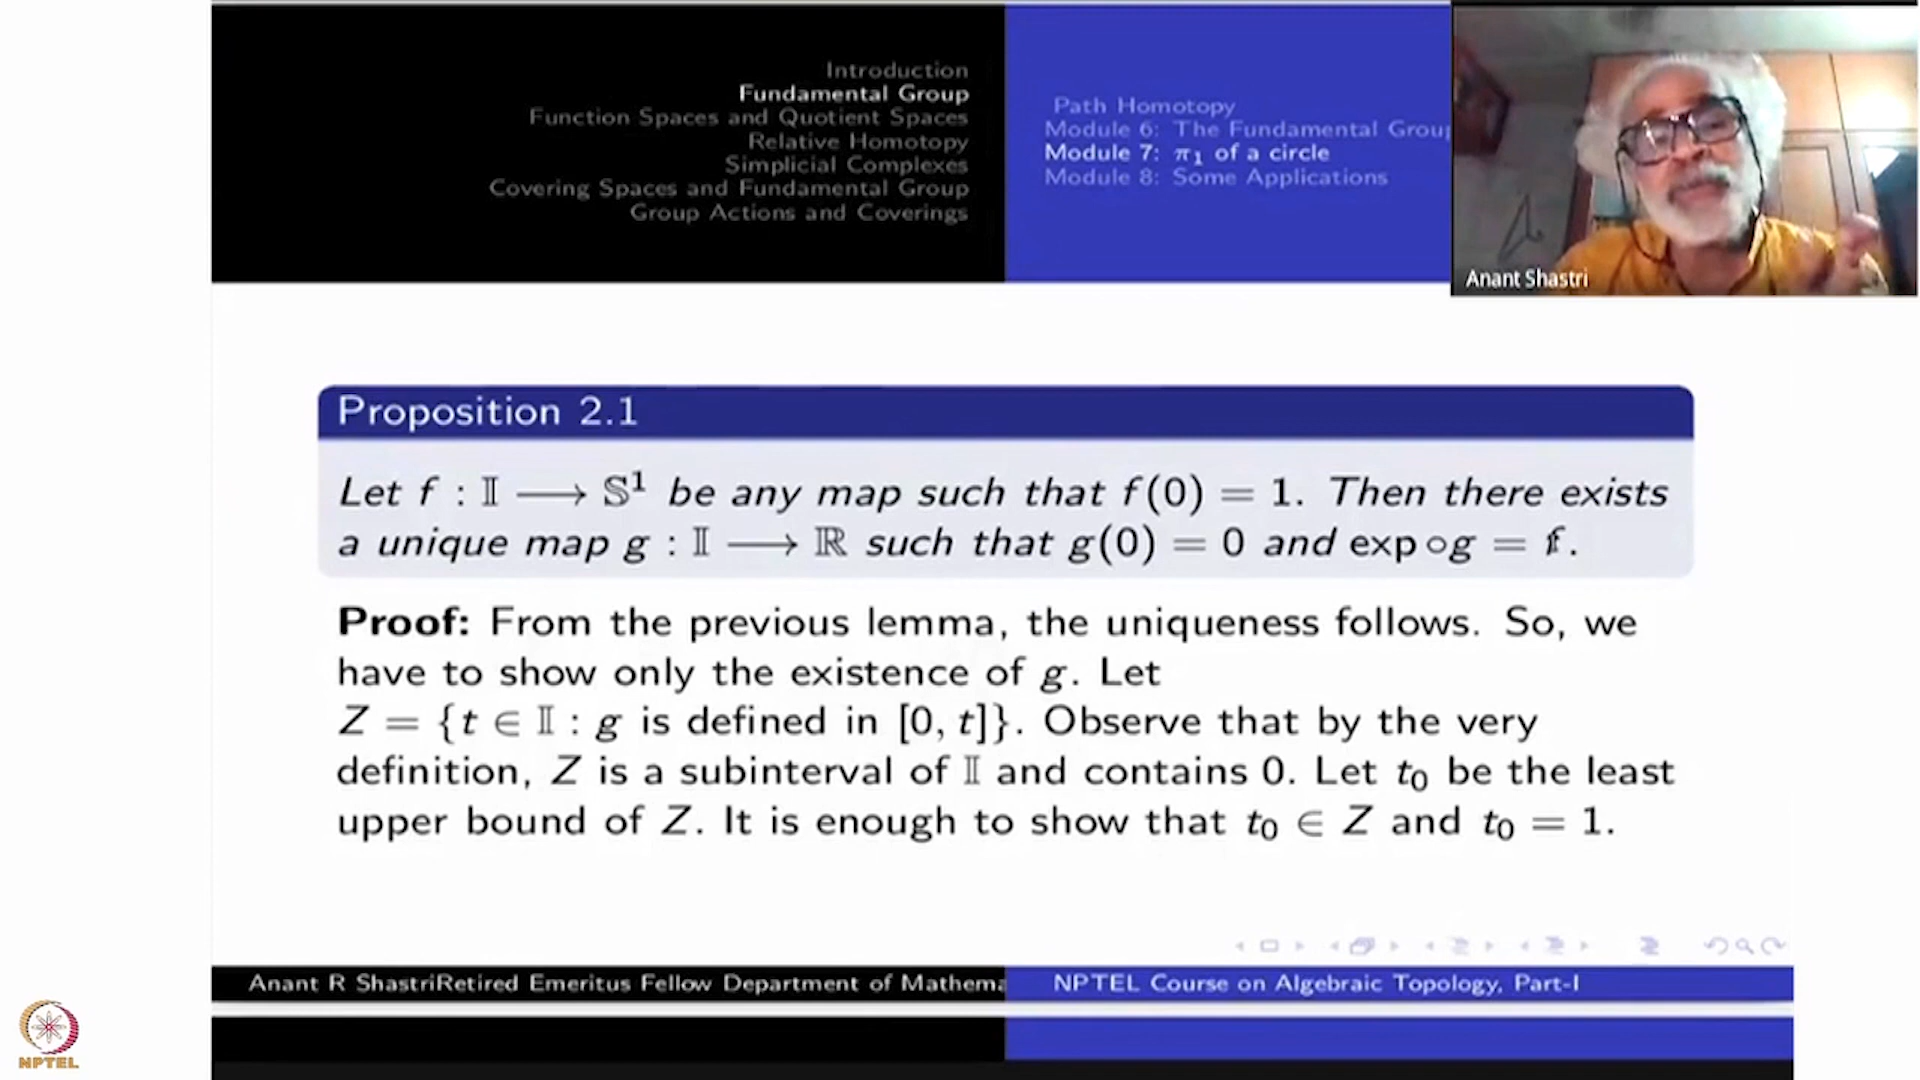 Introduction
Fundamental Group
Function Spaces and Quotient Spaces
Relative Homotopy
Simplicial Complexes
Covering Spaces and Fundamental Group
Group Actions and Coverings
Path Homotopy
Module 6: The Fundamental Group
Module 7: π₁ of a circle
Module 8: Some Applications
Anant Shastri
Proposition 2.1
Let f : 𝕀 ⟶ 𝕊¹ be any map such that f(0) = 1. Then there exists
a unique map g : 𝕀 ⟶ ℝ such that g(0) = 0 and exp ∘g = f.
Proof: From the previous lemma, the uniqueness follows. So, we
have to show only the existence of g. Let
Z = {t ∈ 𝕀 : g is defined in [0, t]}. Observe that by the very
definition, Z is a subinterval of 𝕀 and contains 0. Let t₀ be the least
upper bound of Z. It is enough to show that t₀ ∈ Z and t₀ = 1.
Anant R ShastriRetired Emeritus Fellow Department of Mathema
NPTEL Course on Algebraic Topology, Part-I
NPTEL